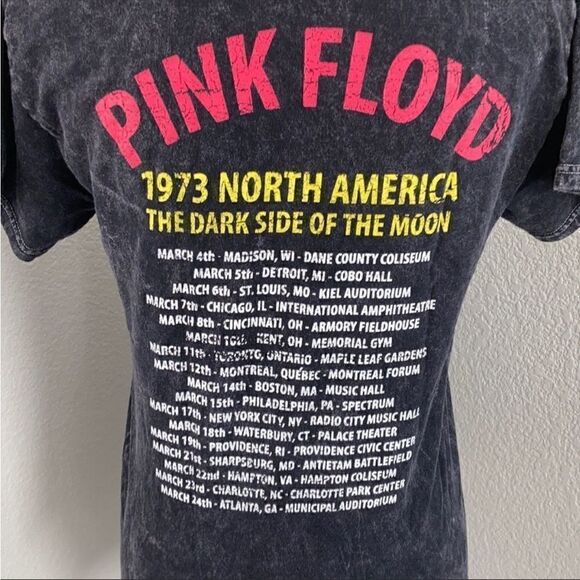 PINK FLOYD
1973 NORTH AMERICA
THE DARK SIDE OF THE MOON
MARCH 4th - MADISON, WI - DANE COUNTY COLISEUM
MARCH 5th - DETROIT, MI - COBO HALL
MARCH 6th - ST. LOUIS, MO - KIEL AUDITORIUM
MARCH 7th - CHICAGO, IL - INTERNATIONAL AMPHITHEATRE
MARCH 8th - CINCINNATI, OH - ARMORY FIELDHOUSE
MARCH 10th - KENT, OH - MEMORIAL GYM
MARCH 11th - TORONTO, ONTARIO - MAPLE LEAF GARDENS
MARCH 12th - MONTREAL, QUÉBEC - MONTREAL FORUM
MARCH 14th - BOSTON, MA - MUSIC HALL
MARCH 15th - PHILADELPHIA, PA - SPECTRUM
MARCH 17th - NEW YORK CITY, NY - RADIO CITY MUSIC HALL
MARCH 18th - WATERBURY, CT - PALACE THEATER
MARCH 19th - PROVIDENCE, RI - PROVIDENCE CIVIC CENTER
MARCH 21st - SHARPSBURG, MD - ANTIETAM BATTLEFIELD
MARCH 22nd - HAMPTON, VA - HAMPTON COLISEUM
MARCH 23rd - CHARLOTTE, NC - CHARLOTTE PARK CENTER
MARCH 24th - ATLANTA, GA - MUNICIPAL AUDITORIUM